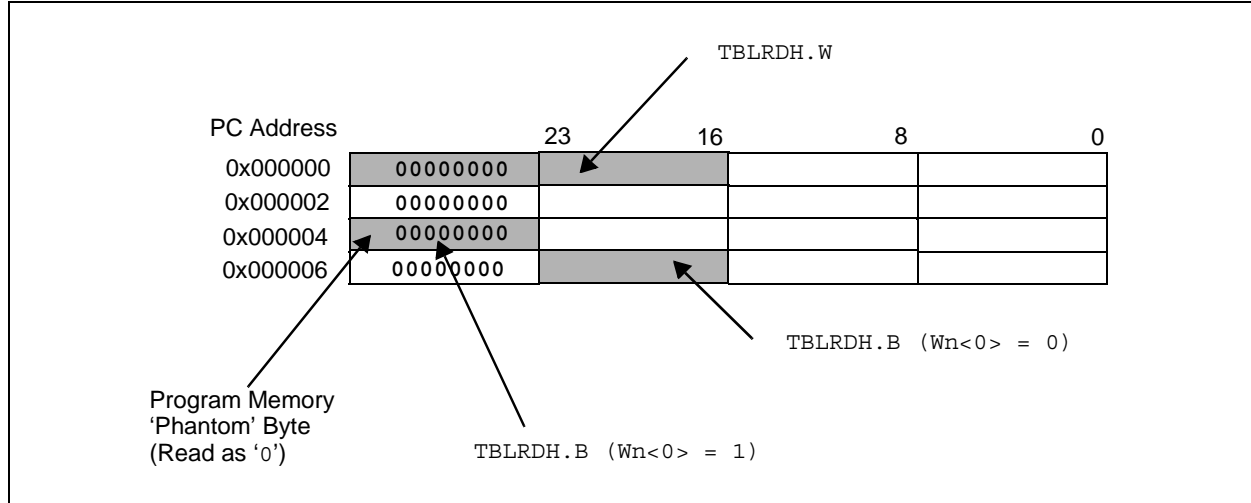 TBLRDH.W
PC Address 23 16 8 0
0x000000 00000000
0x000002 00000000
0x000004 00000000
0x000006 00000000
TBLRDH.B (Wn<0> = 0)
Program Memory
‘Phantom’ Byte
(Read as ‘0’)
TBLRDH.B (Wn<0> = 1)